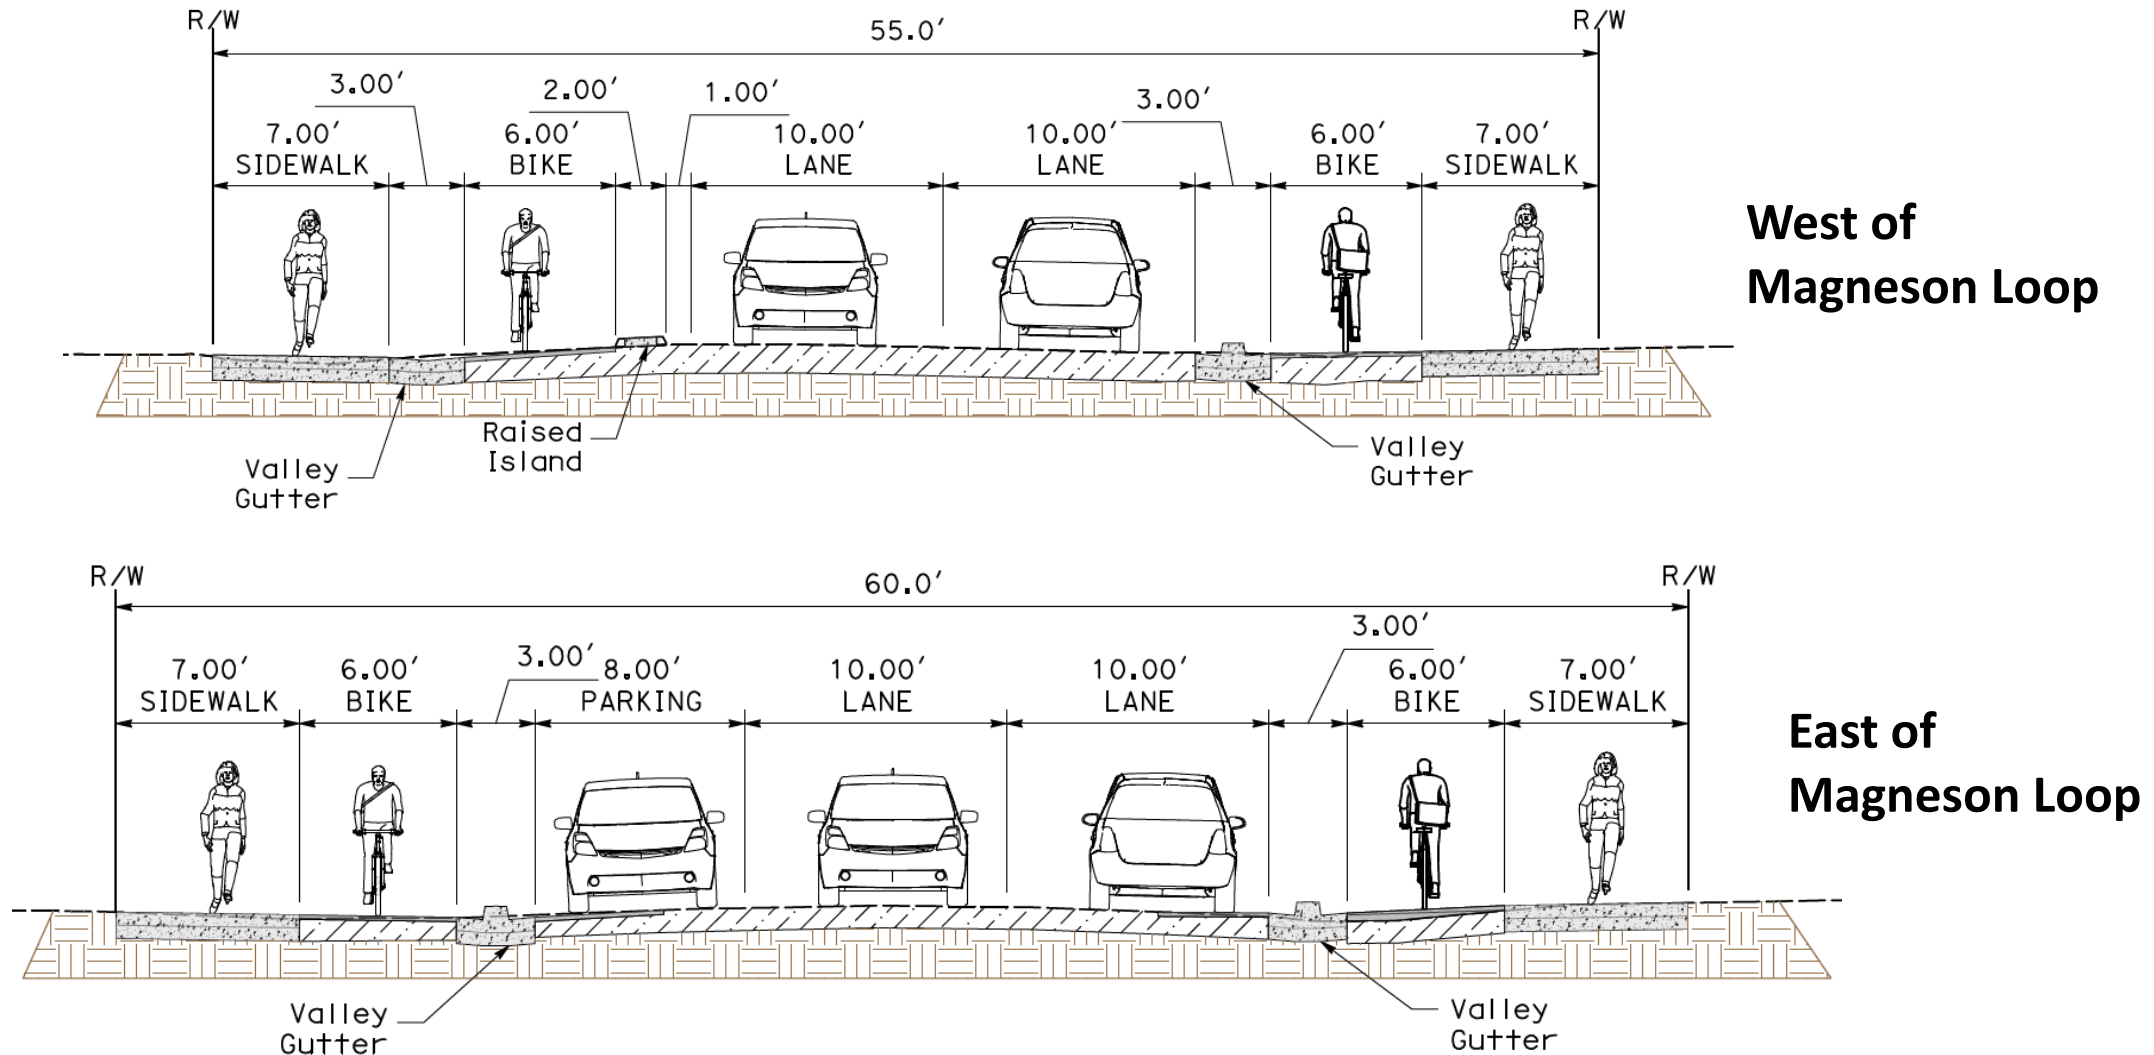 R/W
R/W
55.0'
3.00'
2.00'
1.00'
3.00'
7.00'
SIDEWALK
6.00'
BIKE
10.00'
LANE
10.00'
LANE
6.00'
BIKE
7.00'
SIDEWALK
West of
Magneson Loop
Valley
Gutter
Raised
Island
Valley
Gutter
R/W
R/W
60.0'
7.00'
SIDEWALK
6.00'
BIKE
3.00'
8.00'
PARKING
10.00'
LANE
10.00'
LANE
3.00'
6.00'
BIKE
7.00'
SIDEWALK
East of
Magneson Loop
Valley
Gutter
Valley
Gutter